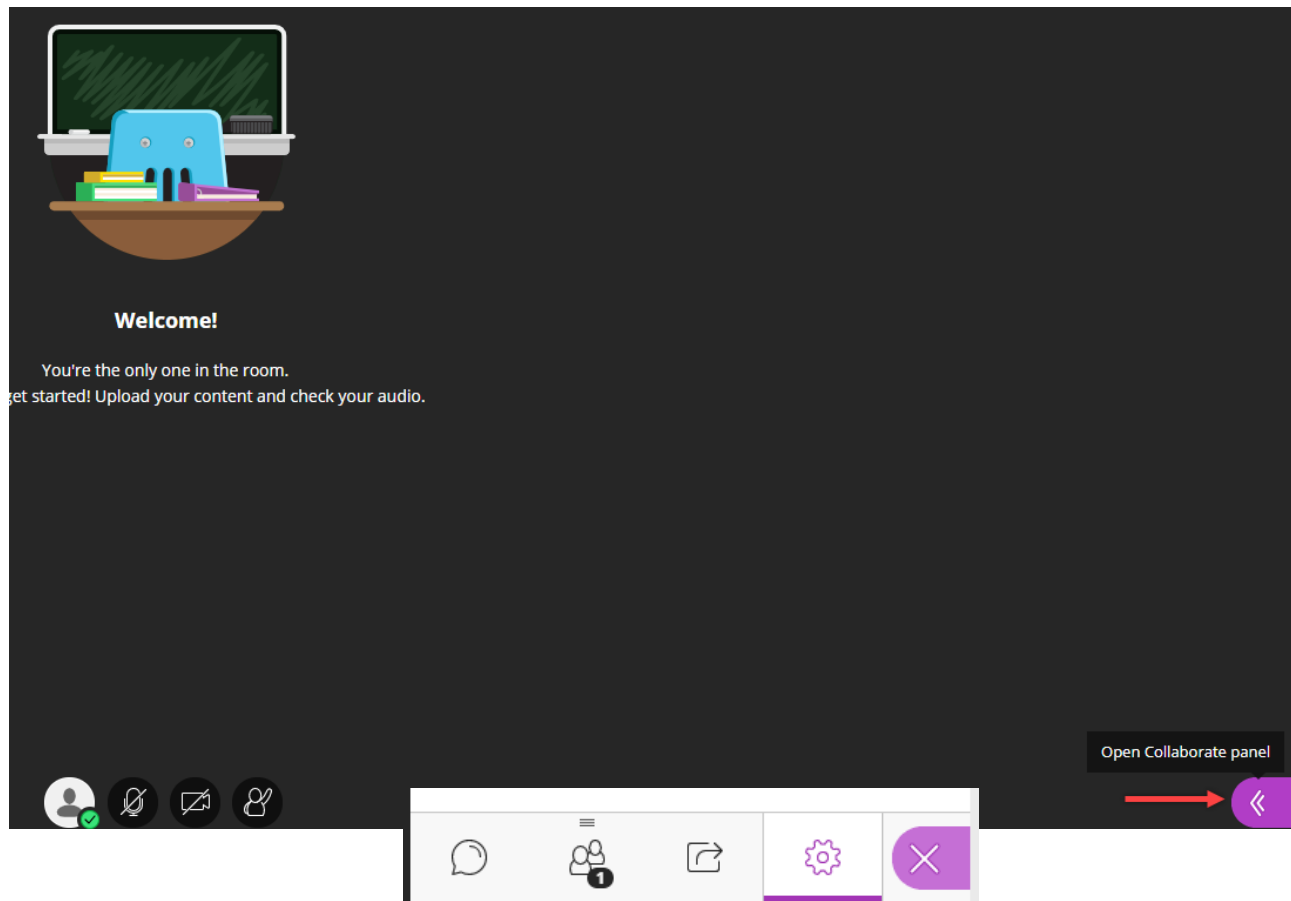 Welcome!
You're the only one in the room.
get started! Upload your content and check your audio.
Open Collaborate panel
1